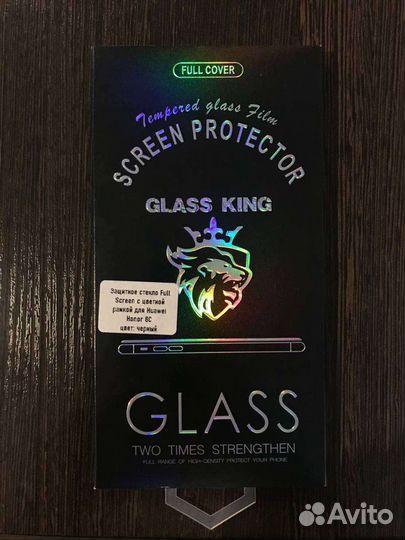 FULL COVER
Tempered glass Film
SCREEN PROTECTOR
GLASS KING
Защитное стекло Full
Screen с цветной
рамкой для Huawei
Honor 8C
цвет: черный
GLASS
TWO TIMES STRENGTHEN
FULL RANGE OF HIGH-DENSITY PROTECT YOUR PHONE
Avito